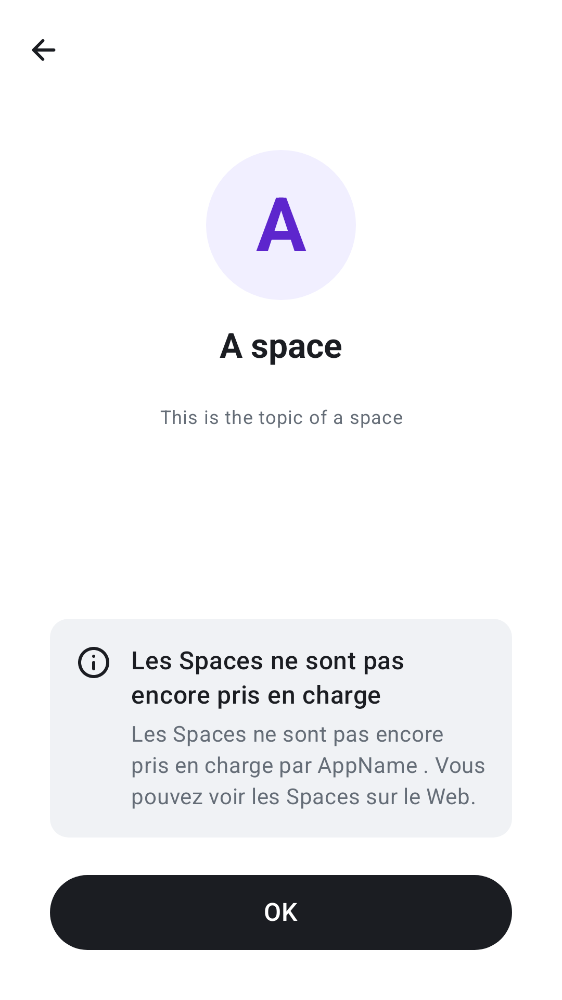 A
A space
This is the topic of a space
Les Spaces ne sont pas
encore pris en charge
Les Spaces ne sont pas encore
pris en charge par AppName . Vous
pouvez voir les Spaces sur le Web.
OK